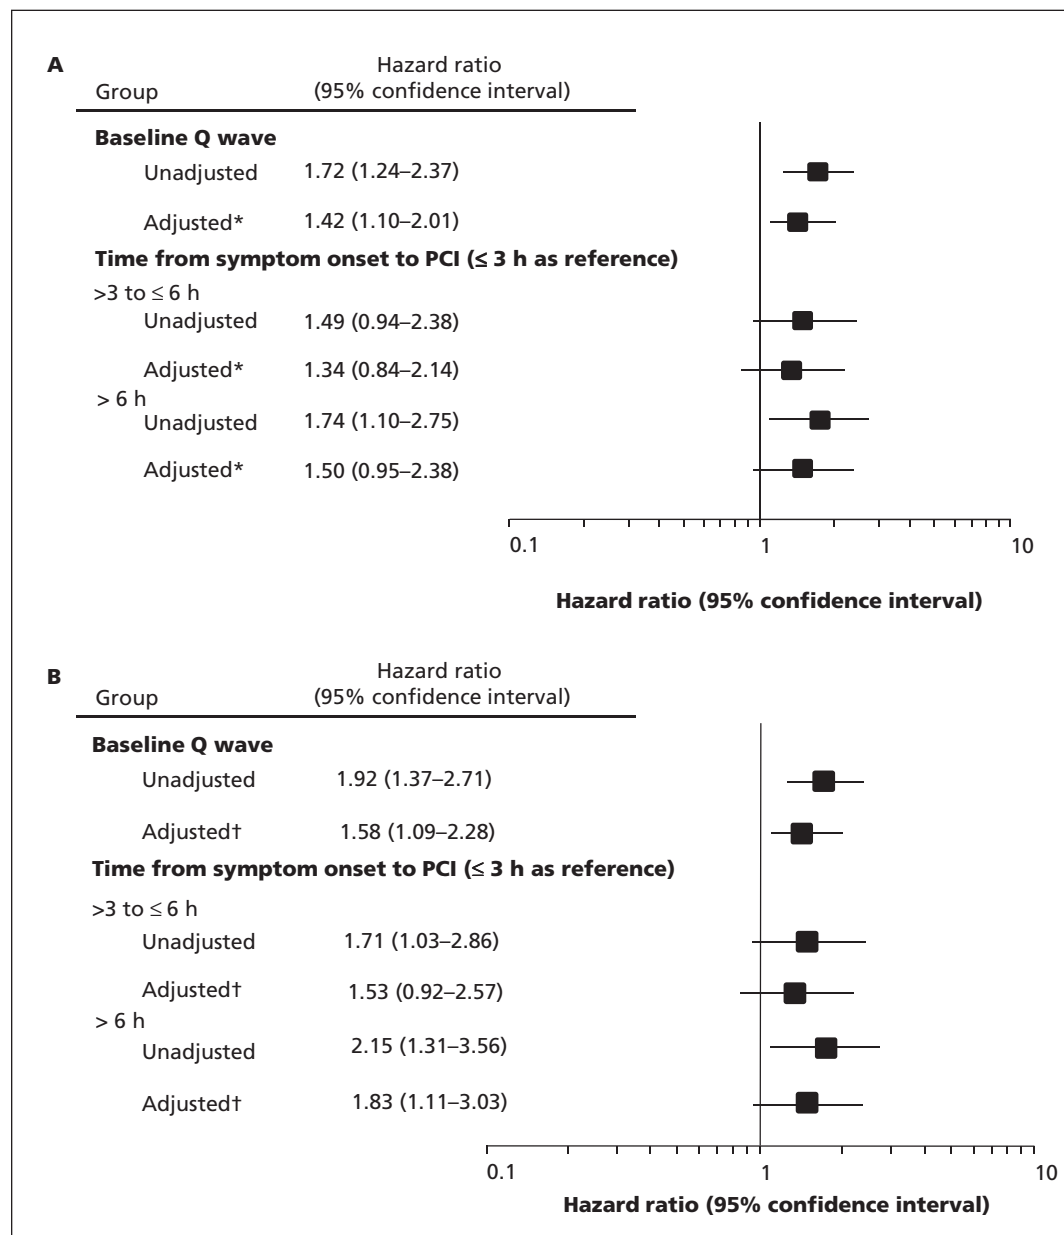 A
Hazard ratio
Group (95% confidence interval)
Baseline Q wave
Unadjusted 1.72 (1.24–2.37)
Adjusted* 1.42 (1.10–2.01)
Time from symptom onset to PCI (≤ 3 h as reference)
>3 to ≤ 6 h
Unadjusted 1.49 (0.94–2.38)
Adjusted* 1.34 (0.84–2.14)
> 6 h
Unadjusted 1.74 (1.10–2.75)
Adjusted* 1.50 (0.95–2.38)
0.1 1 10
Hazard ratio (95% confidence interval)
B
Hazard ratio
Group (95% confidence interval)
Baseline Q wave
Unadjusted 1.92 (1.37–2.71)
Adjusted† 1.58 (1.09–2.28)
Time from symptom onset to PCI (≤ 3 h as reference)
>3 to ≤ 6 h
Unadjusted 1.71 (1.03–2.86)
Adjusted† 1.53 (0.92–2.57)
> 6 h
Unadjusted 2.15 (1.31–3.56)
Adjusted† 1.83 (1.11–3.03)
0.1 1 10
Hazard ratio (95% confidence interval)